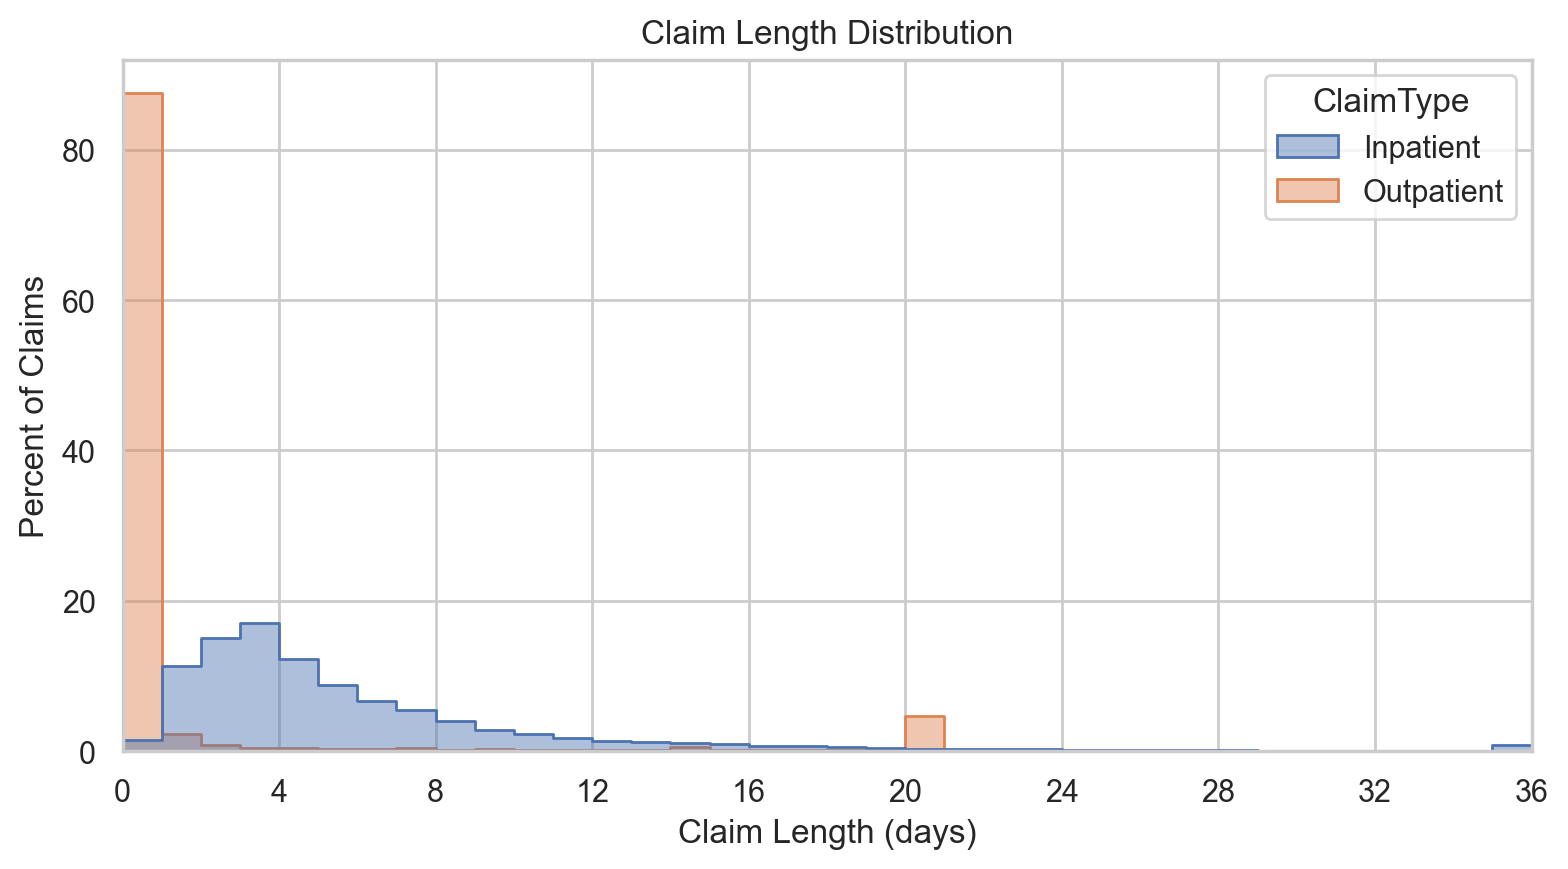 Claim Length Distribution
ClaimType
Inpatient
Outpatient
Percent of Claims
80
60
40
20
0
0 4 8 12 16 20 24 28 32 36
Claim Length (days)